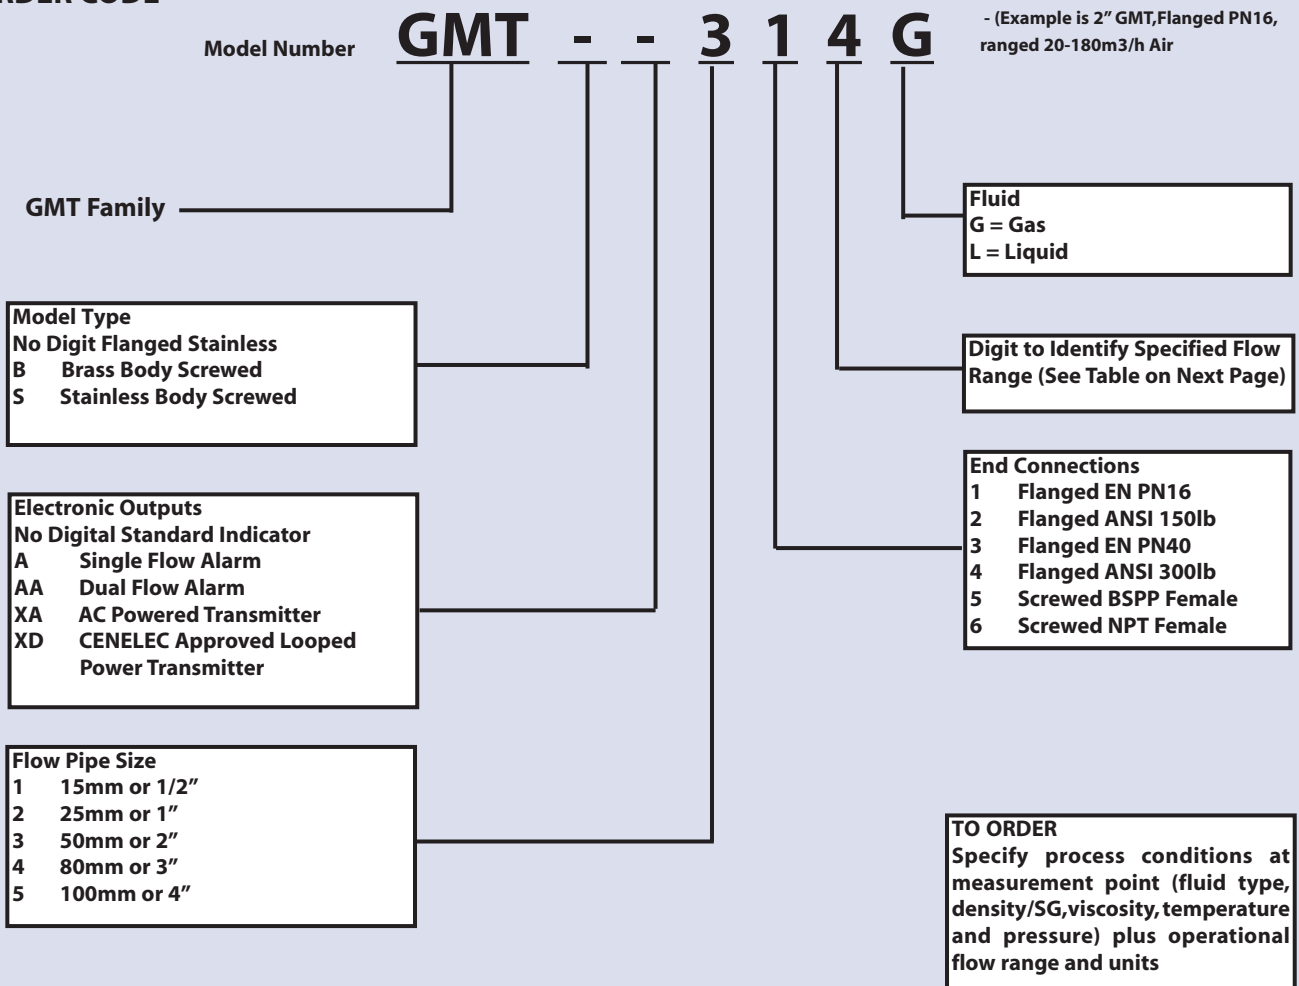 RDER CODE
Model Number GMT - - 3 1 4 G
- (Example is 2” GMT,Flanged PN16,
ranged 20-180m3/h Air
GMT Family
Fluid
G = Gas
L = Liquid
Model Type
No Digit Flanged Stainless
B Brass Body Screwed
S Stainless Body Screwed
Digit to Identify Specified Flow
Range (See Table on Next Page)
End Connections
1 Flanged EN PN16
2 Flanged ANSI 150lb
3 Flanged EN PN40
4 Flanged ANSI 300lb
5 Screwed BSPP Female
6 Screwed NPT Female
Electronic Outputs
No Digital Standard Indicator
A Single Flow Alarm
AA Dual Flow Alarm
XA AC Powered Transmitter
XD CENELEC Approved Looped
Power Transmitter
Flow Pipe Size
1 15mm or 1/2”
2 25mm or 1”
3 50mm or 2”
4 80mm or 3”
5 100mm or 4”
TO ORDER
Specify process conditions at
measurement point (fluid type,
density/SG,viscosity, temperature
and pressure) plus operational
flow range and units